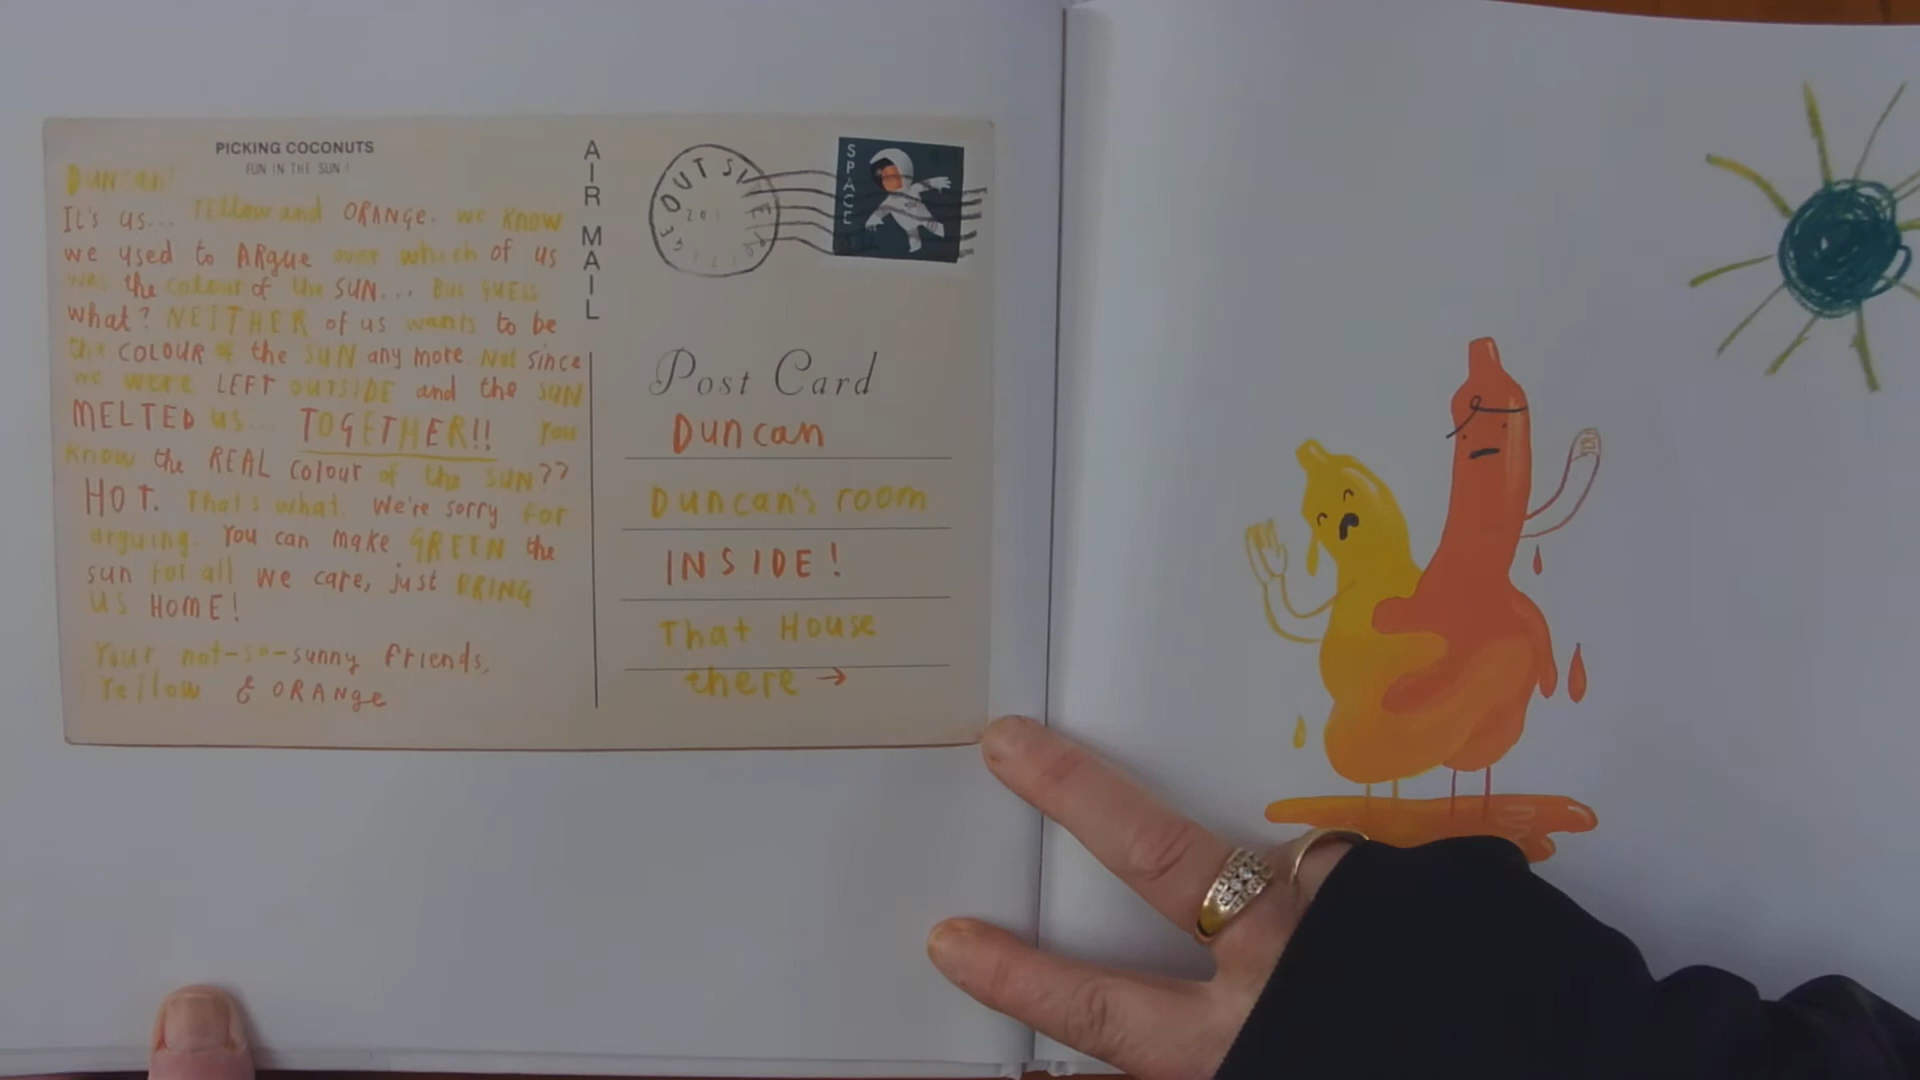 PICKING COCONUTS
FUN IN THE SUN!
Duncan!
It's us... Yellow and ORANGe. we know
we used to ARgue over which of us
was the colour of the SUN... But GUESS
what? NEITHER of us wants to be
the COLOUR of the SUN any more. Not since
we were LEFT OUTSIDE and the SUN
MELTED us... TOGETHER!! You
know the REAL colour of the SUN??
HOT. That's what. We're sorry for
arguing. You can make GREEN the
sun for all we care, just BRING
US HOME!
Your not-so-sunny friends,
Yellow & ORANge
AIR MAIL
OUTSIDE
SPACE
Post Card
Duncan
Duncan's room
INSIDE!
That House
there →